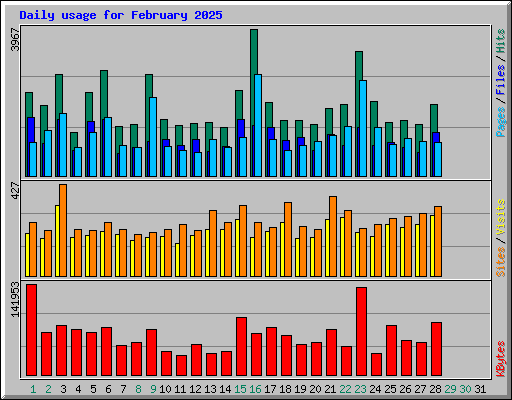 Daily usage for February 2025
3967
Pages / Files / Hits
427
Sites / Visits
141953
KBytes
1 2 3 4 5 6 7 8 9 10 11 12 13 14 15 16 17 18 19 20 21 22 23 24 25 26 27 28 29 30 31